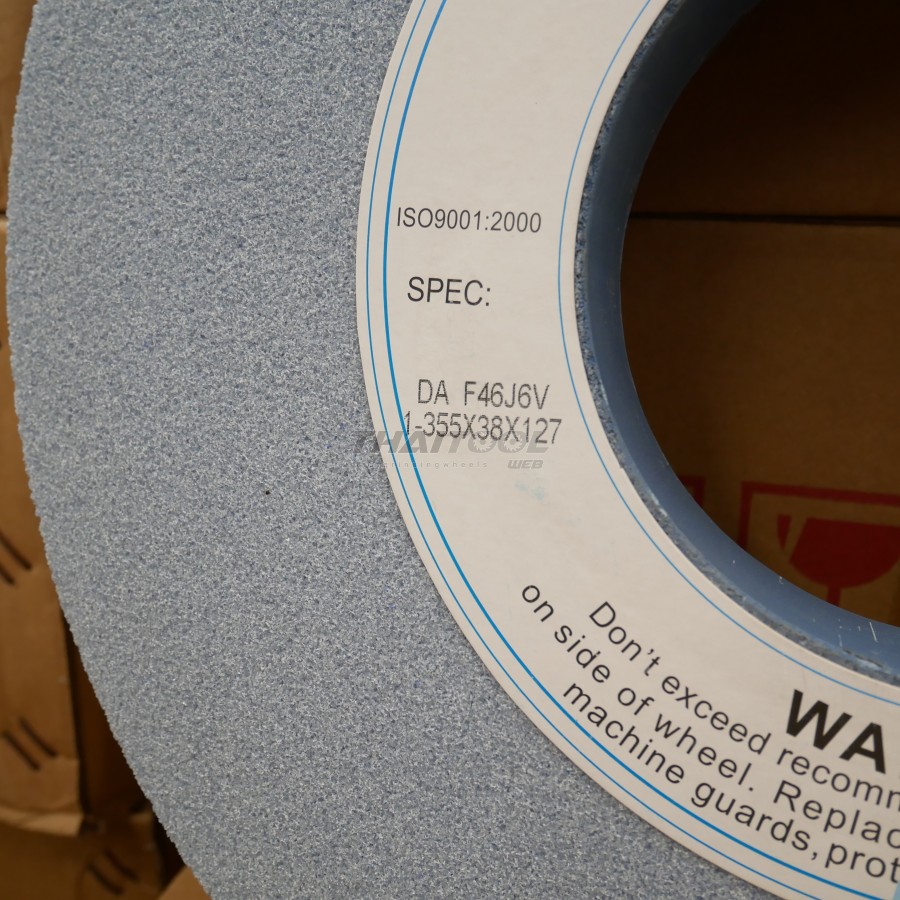 ISO9001:2000
SPEC:
DA F46J6V
1-355X38X127
THAITOOL
WEB
WA
Don't exceed recomm
on side of wheel. Replac
machine guards, prot